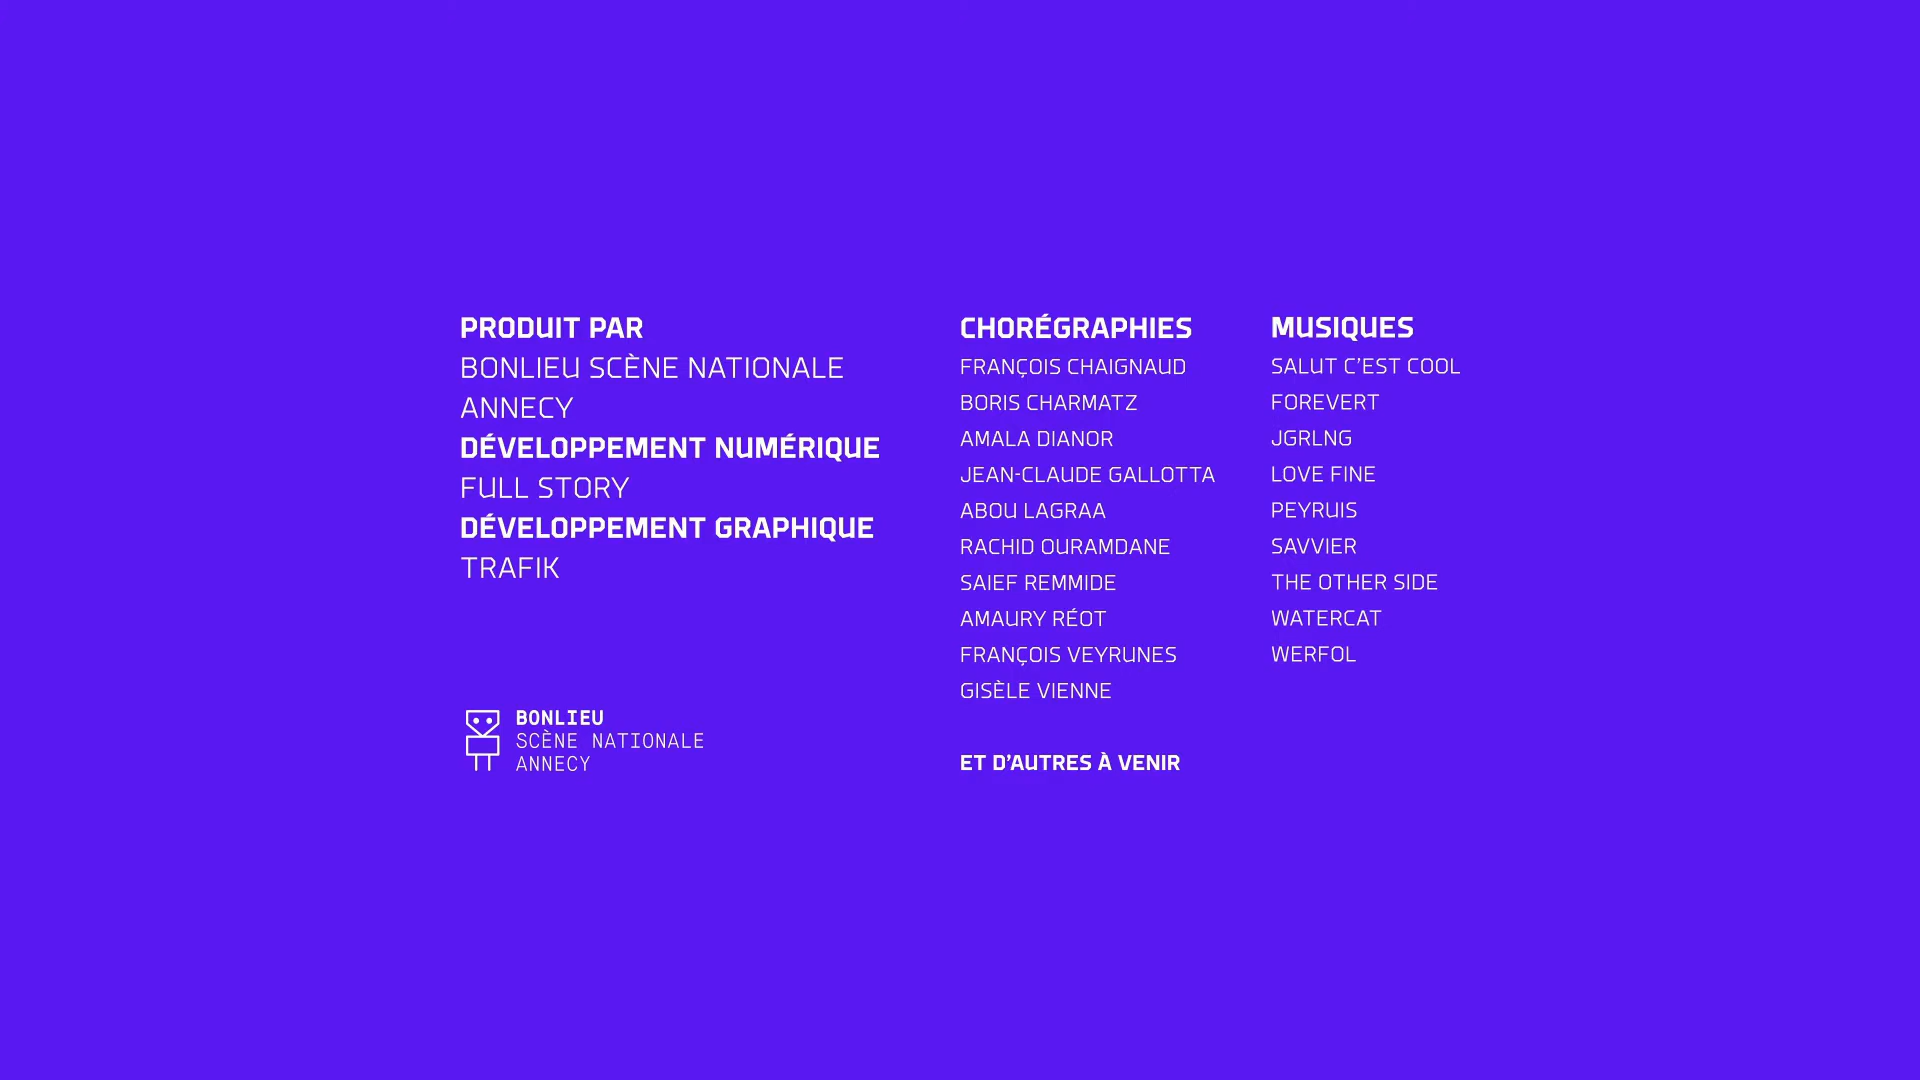 PRODUIT PAR
BONLIEU SCÈNE NATIONALE
ANNECY
DÉVELOPPEMENT NUMÉRIQUE
FULL STORY
DÉVELOPPEMENT GRAPHIQUE
TRAFIK
BONLIEU
SCÈNE NATIONALE
ANNECY
CHORÉGRAPHIES
FRANÇOIS CHAIGNAUD
BORIS CHARMATZ
AMALA DIANOR
JEAN-CLAUDE GALLOTTA
ABOU LAGRAA
RACHID OURAMDANE
SAIEF REMMIDE
AMAURY RÉOT
FRANÇOIS VEYRUNES
GISÈLE VIENNE
ET D’AUTRES À VENIR
MUSIQUES
SALUT C’EST COOL
FOREVERT
JGRLNG
LOVE FINE
PEYRUIS
SAVVIER
THE OTHER SIDE
WATERCAT
WERFOL